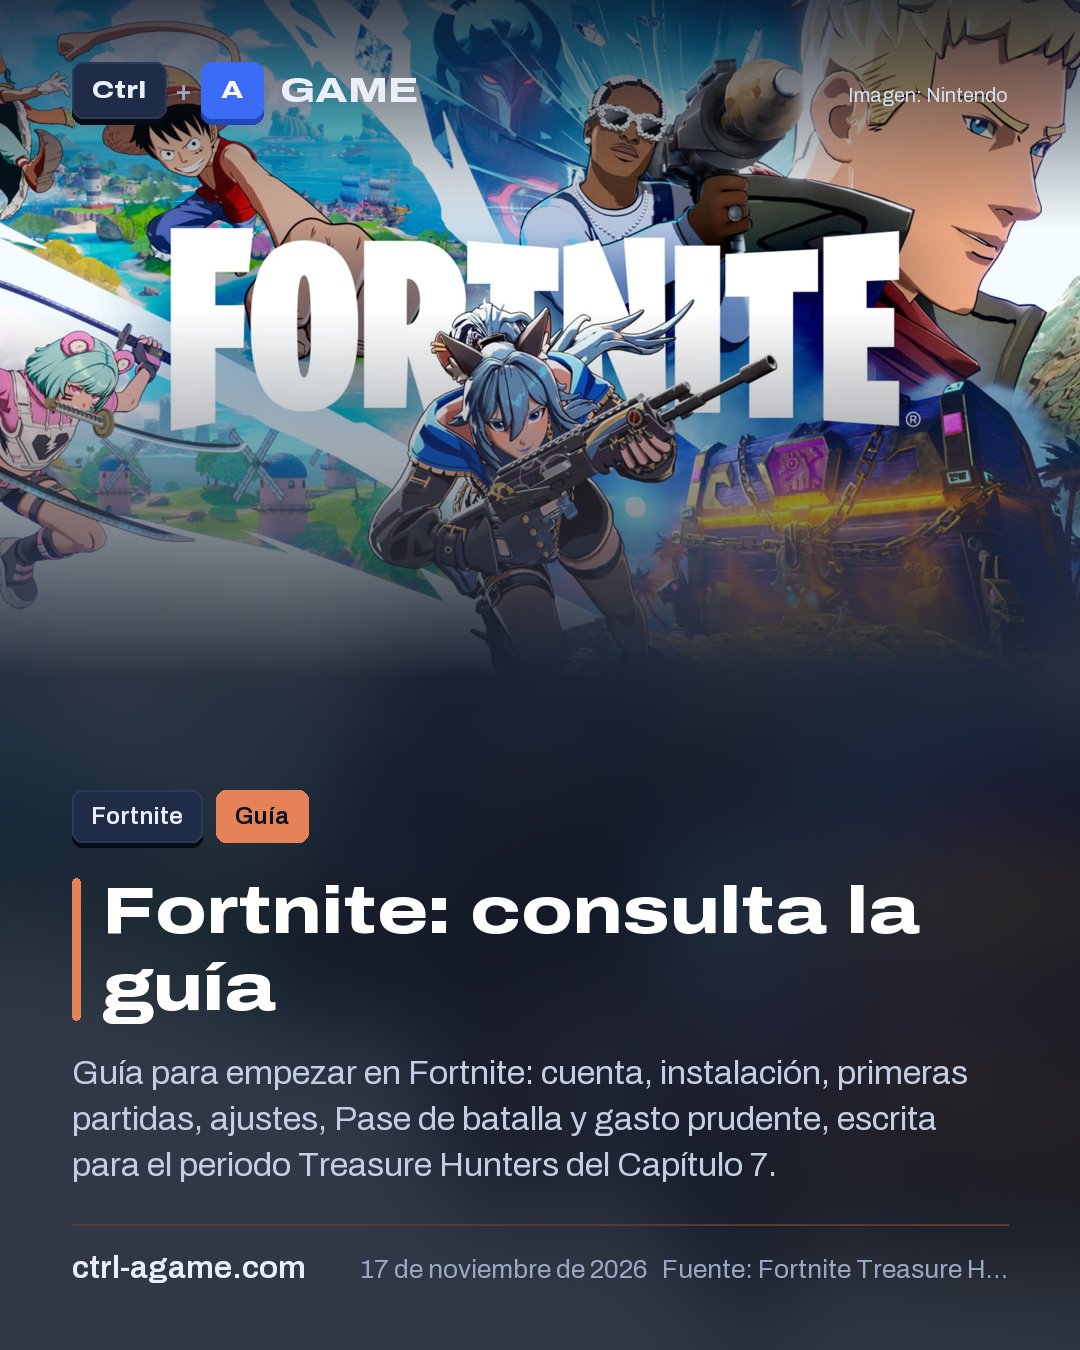 Ctrl + A GAME
Imagen: Nintendo
FORTNITE®
Fortnite Guía
Fortnite: consulta la
guía
Guía para empezar en Fortnite: cuenta, instalación, primeras
partidas, ajustes, Pase de batalla y gasto prudente, escrita
para el periodo Treasure Hunters del Capítulo 7.
ctrl-agame.com 17 de noviembre de 2026 Fuente: Fortnite Treasure H...